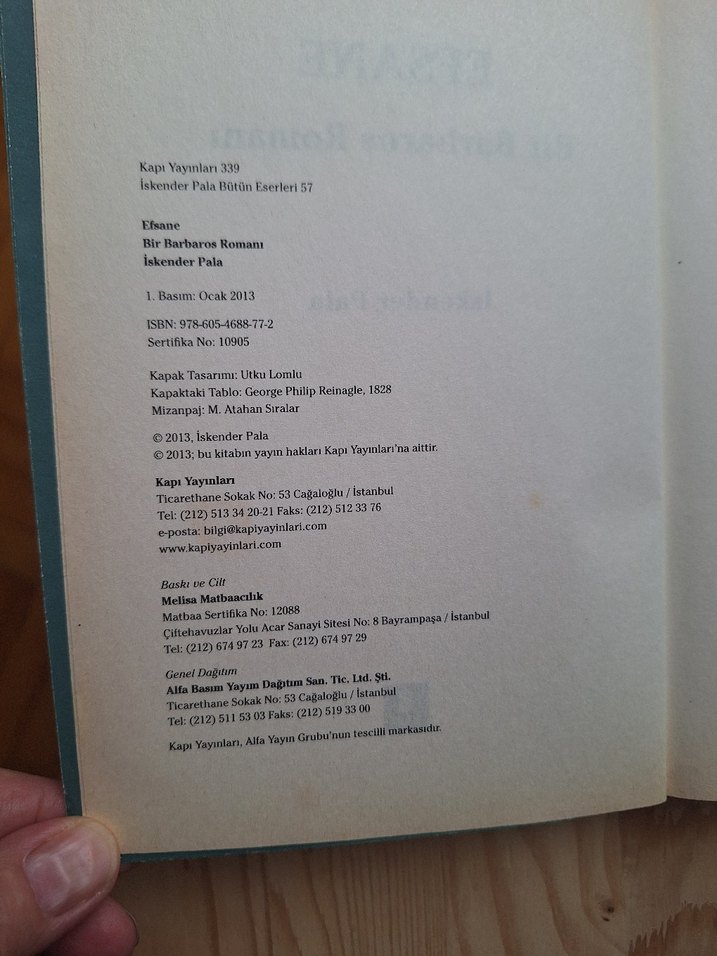 Kapı Yayınları 339
İskender Pala Bütün Eserleri 57
Efsane
Bir Barbaros Romanı
İskender Pala
1. Basım: Ocak 2013
ISBN: 978-605-4688-77-2
Sertifika No: 10905
Kapak Tasarımı: Utku Lomlu
Kapaktaki Tablo: George Philip Reinagle, 1828
Mizanpaj: M. Atahan Sıralar
© 2013, İskender Pala
© 2013; bu kitabın yayın hakları Kapı Yayınları'na aittir.
Kapı Yayınları
Ticarethane Sokak No: 53 Cağaloğlu / İstanbul
Tel: (212) 513 34 20-21 Faks: (212) 512 33 76
e-posta: bilgi@kapiyayinlari.com
www.kapiyayinlari.com
Baskı ve Cilt
Melisa Matbaacılık
Matbaa Sertifika No: 12088
Çiftehavuzlar Yolu Acar Sanayi Sitesi No: 8 Bayrampaşa / İstanbul
Tel: (212) 674 97 23 Fax: (212) 674 97 29
Genel Dağıtım
Alfa Basım Yayım Dağıtım San. Tic. Ltd. Şti.
Ticarethane Sokak No: 53 Cağaloğlu / İstanbul
Tel: (212) 511 53 03 Faks: (212) 519 33 00
Kapı Yayınları, Alfa Yayın Grubu'nun tescilli markasıdır.
EFSANE
Bir Barbaros Romanı
İskender Pala